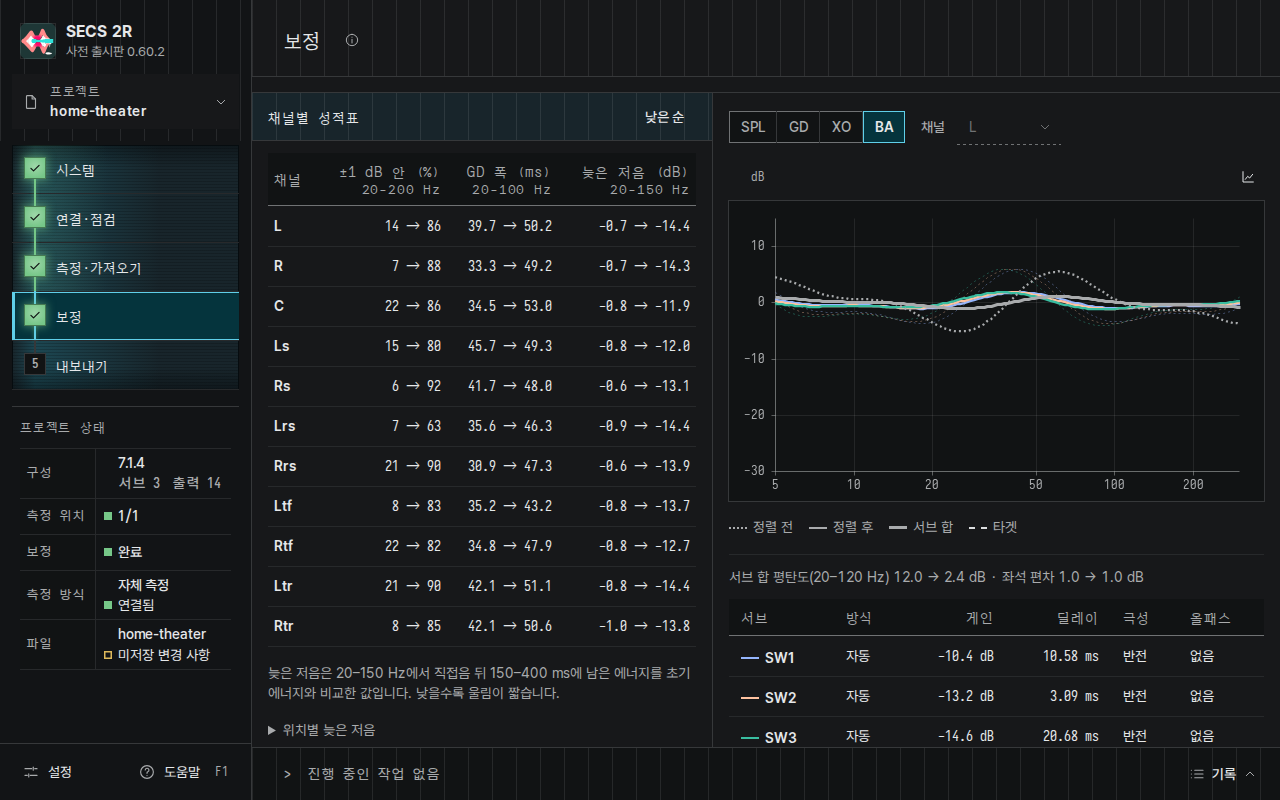 SECS 2R
사전 출시판 0.60.2
프로젝트
home-theater
시스템
연결·점검
측정·가져오기
보정
5 내보내기
프로젝트 상태
구성 7.1.4
서브 3 출력 14
측정 위치 1/1
보정 완료
측정 방식 자체 측정
연결됨
파일 home-theater
미저장 변경 사항
설정 도움말 F1
보정
채널별 성적표 낮은 순
채널 ±1 dB 안 (%) GD 폭 (ms) 늦은 저음 (dB)
20-200 Hz 20-100 Hz 20-150 Hz
L 14 → 86 39.7 → 50.2 -0.7 → -14.4
R 7 → 88 33.3 → 49.2 -0.7 → -14.3
C 22 → 86 34.5 → 53.0 -0.8 → -11.9
Ls 15 → 80 45.7 → 49.3 -0.8 → -12.0
Rs 6 → 92 41.7 → 48.0 -0.6 → -13.1
Lrs 7 → 63 35.6 → 46.3 -0.9 → -14.4
Rrs 21 → 90 30.9 → 47.3 -0.6 → -13.9
Ltf 8 → 83 35.2 → 43.2 -0.8 → -13.7
Rtf 22 → 82 34.8 → 47.9 -0.8 → -12.7
Ltr 21 → 90 42.1 → 51.1 -0.8 → -14.4
Rtr 8 → 85 42.1 → 50.6 -1.0 → -13.8
늦은 저음은 20–150 Hz에서 직접음 뒤 150–400 ms에 남은 에너지를 초기
에너지와 비교한 값입니다. 낮을수록 울림이 짧습니다.
▶ 위치별 늦은 저음
SPL GD XO BA 채널 L
dB
10
0
-10
-20
-30
5 10 20 50 100 200
정렬 전 정렬 후 서브 합 타겟
서브 합 평탄도(20–120 Hz) 12.0 → 2.4 dB · 좌석 편차 1.0 → 1.0 dB
서브 방식 게인 딜레이 극성 올패스
SW1 자동 -10.4 dB 10.58 ms 반전 없음
SW2 자동 -13.2 dB 3.09 ms 반전 없음
SW3 자동 -14.6 dB 20.68 ms 반전 없음
> 진행 중인 작업 없음
기록